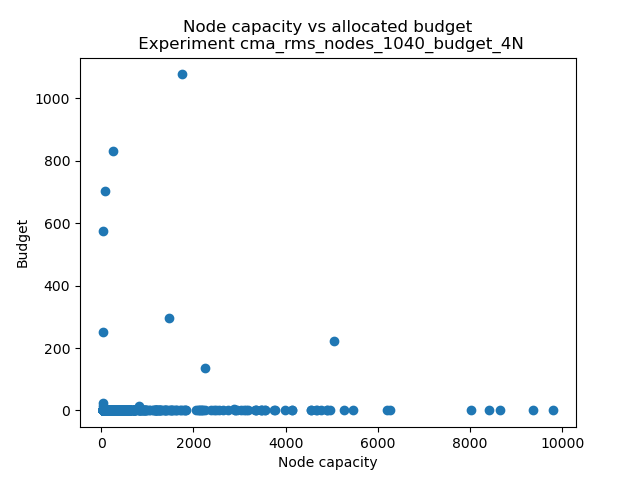 Node capacity vs allocated budget
Experiment cma_rms_nodes_1040_budget_4N
1000
800
600
400
200
0
Budget
0 2000 4000 6000 8000 10000
Node capacity